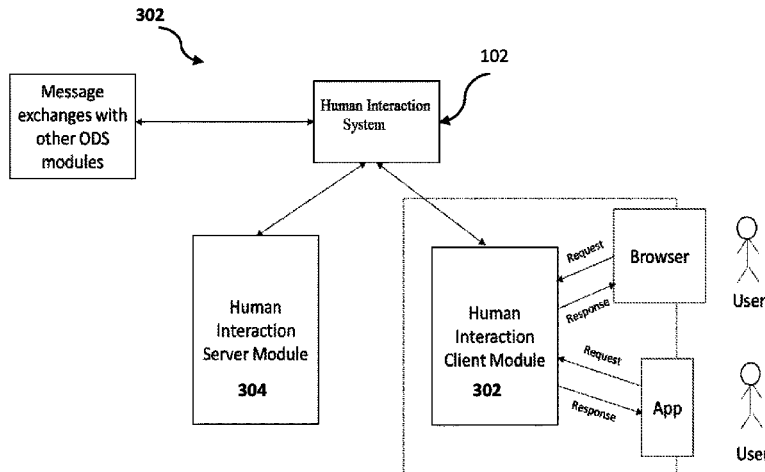 302
102
Message
exchanges with
other ODS
modules
Human Interaction
System
Human
Interaction
Server Module
304
Human
Interaction
Client Module
302
Request
Response
Request
Response
Browser
App
User
User